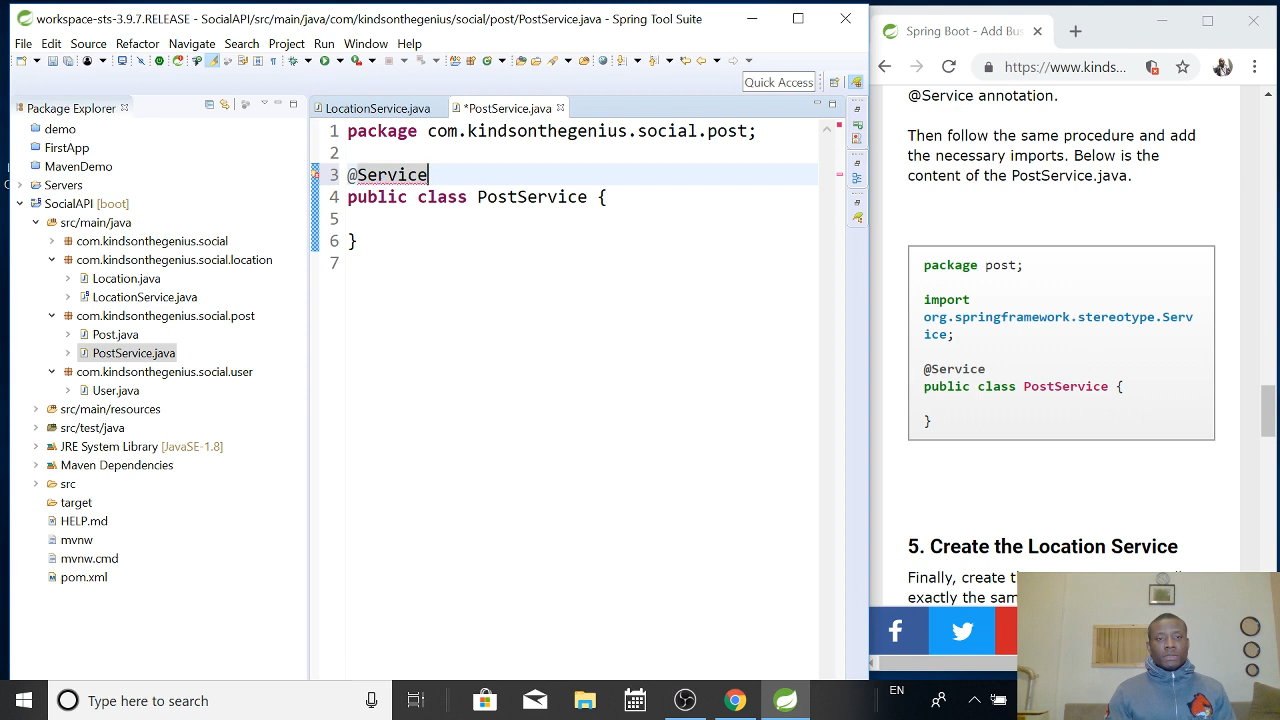 workspace-sts-3.9.7.RELEASE - SocialAPI/src/main/java/com/kindsonthegenius/social/post/PostService.java - Spring Tool Suite
File Edit Source Refactor Navigate Search Project Run Window Help
Quick Access
Package Explorer
demo
FirstApp
MavenDemo
Servers
SocialAPI [boot]
src/main/java
com.kindsonthegenius.social
com.kindsonthegenius.social.location
Location.java
LocationService.java
com.kindsonthegenius.social.post
Post.java
PostService.java
com.kindsonthegenius.social.user
User.java
src/main/resources
src/test/java
JRE System Library [JavaSE-1.8]
Maven Dependencies
src
target
HELP.md
mvnw
mvnw.cmd
pom.xml
LocationService.java *PostService.java
1 package com.kindsonthegenius.social.post;
2
3 @Service
4 public class PostService {
5
6 }
7
Spring Boot - Add Bus
https://www.kinds...
@Service annotation.
Then follow the same procedure and add
the necessary imports. Below is the
content of the PostService.java.
package post;
import
org.springframework.stereotype.Serv
ice;
@Service
public class PostService {
}
5. Create the Location Service
Finally, create
exactly the sam
Type here to search
EN